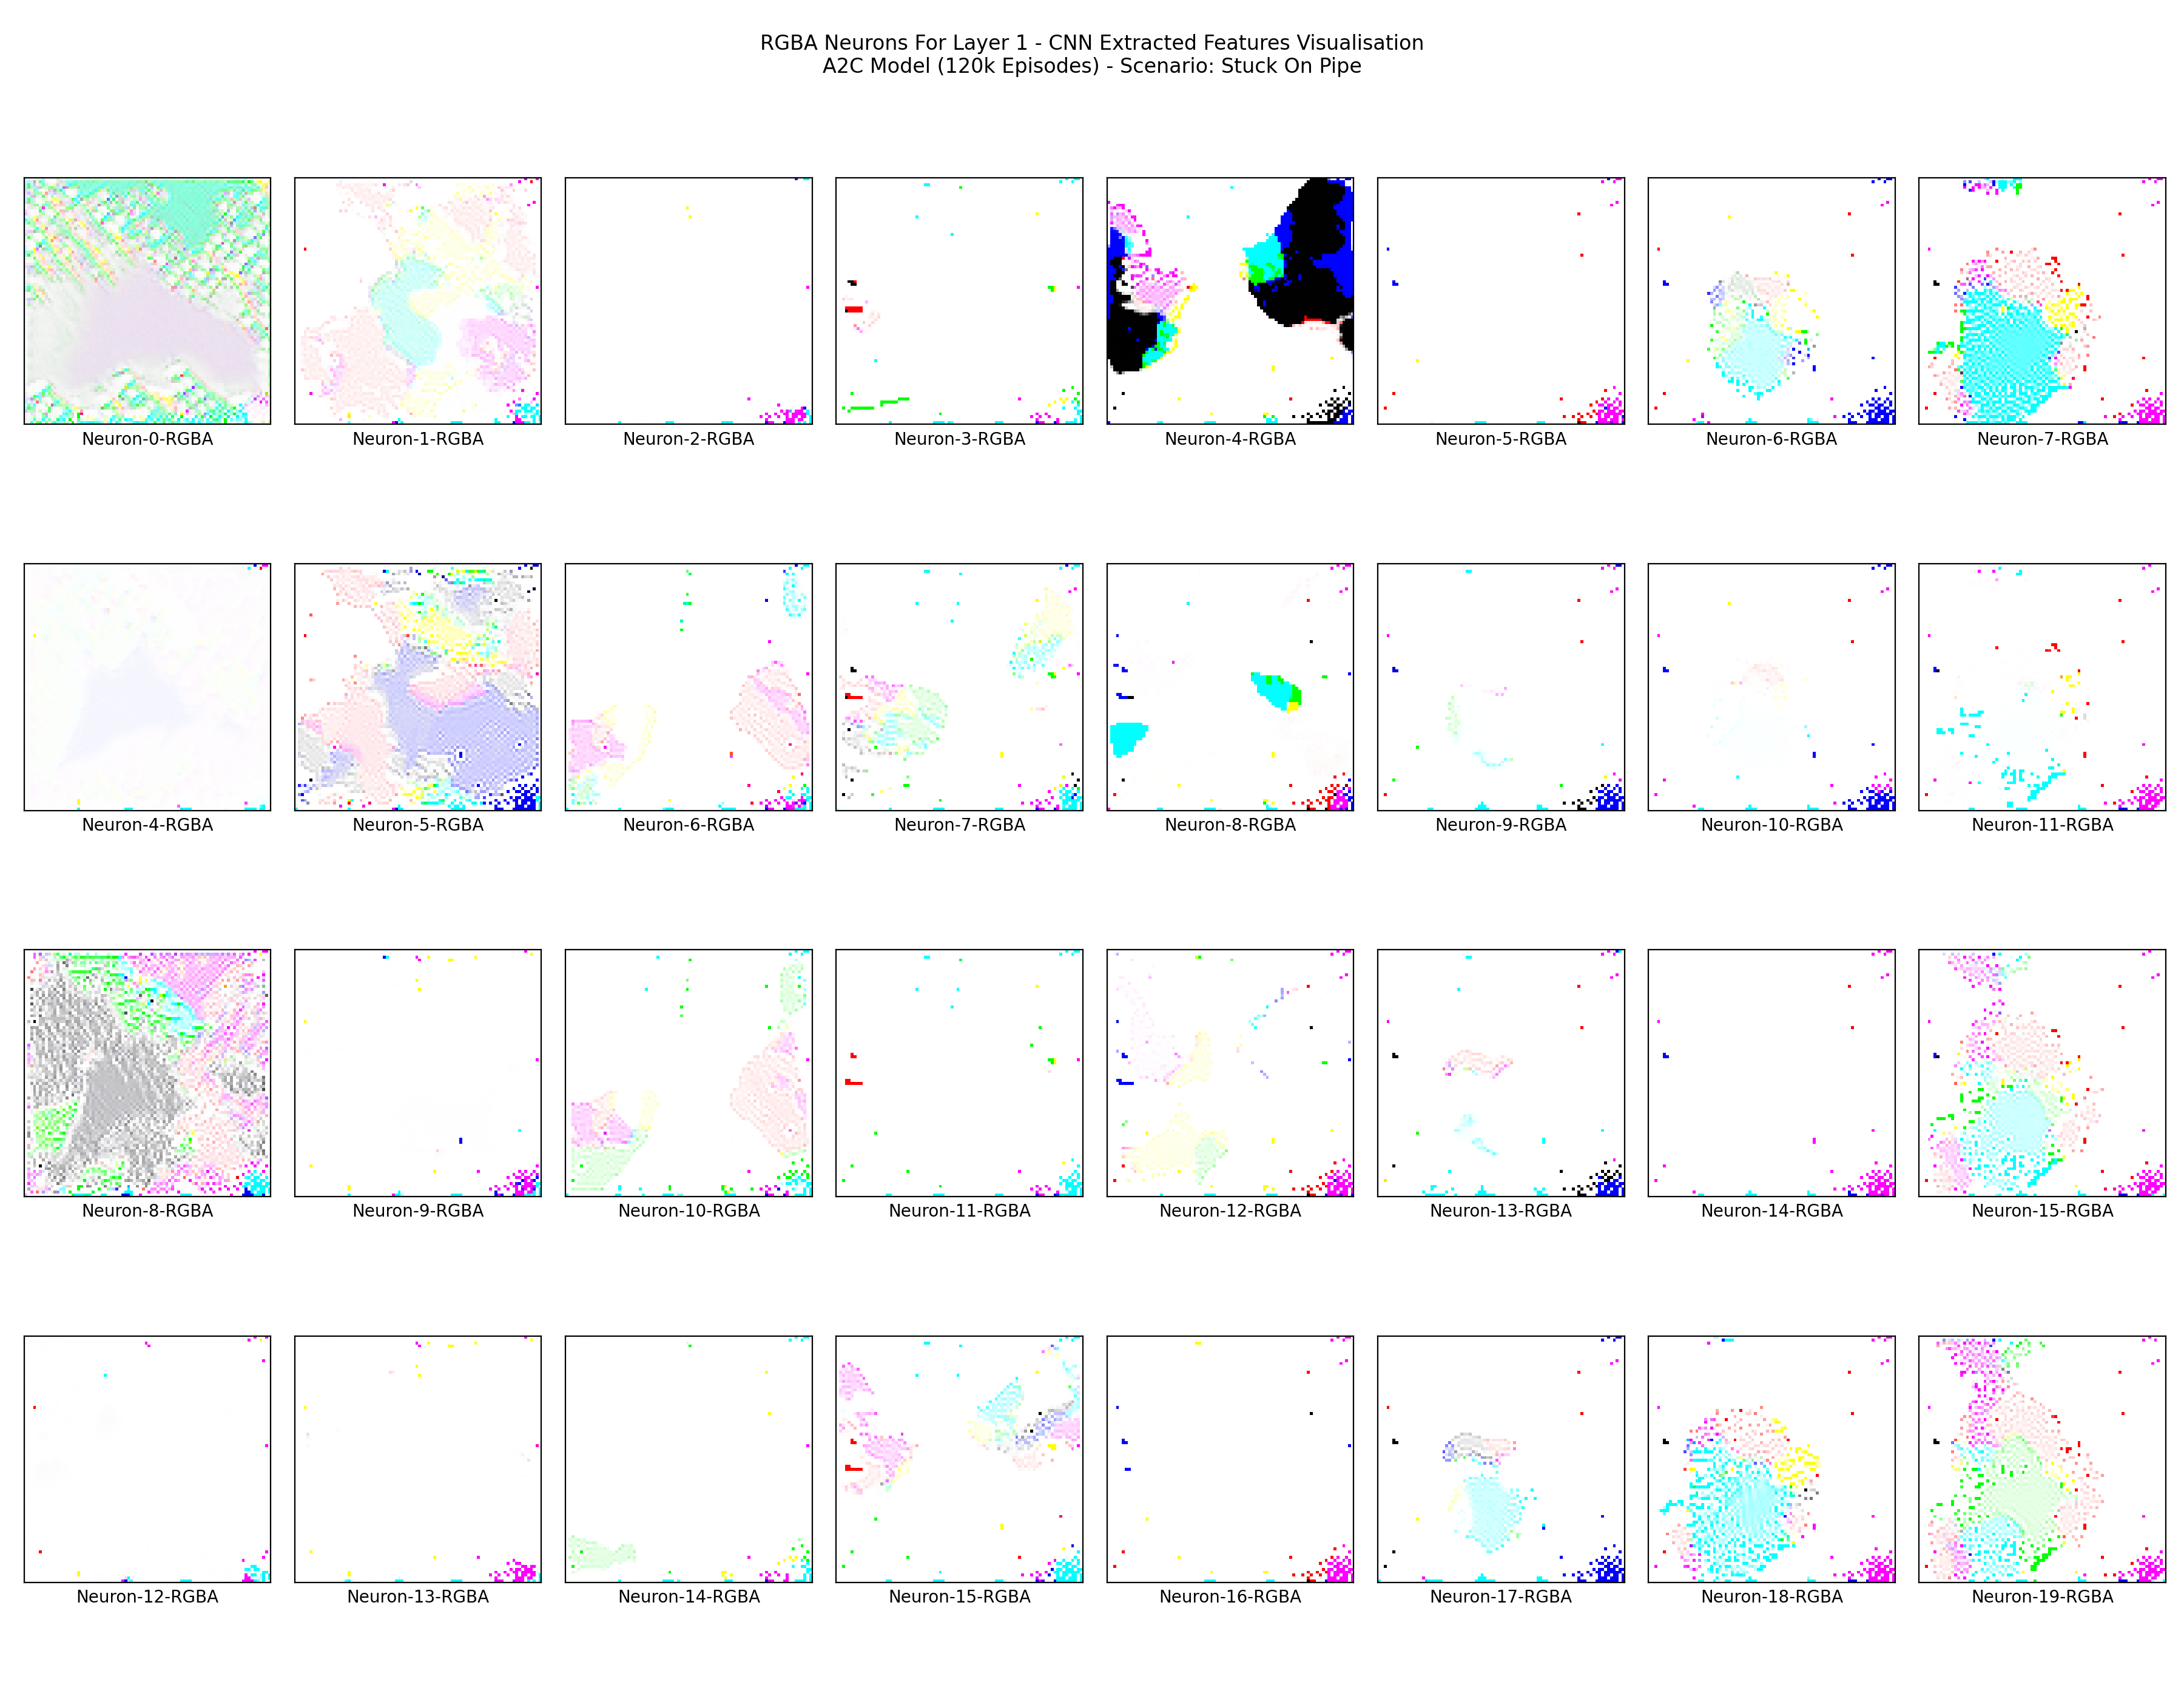 RGBA Neurons For Layer 1 - CNN Extracted Features Visualisation
A2C Model (120k Episodes) - Scenario: Stuck On Pipe
Neuron-0-RGBA Neuron-1-RGBA Neuron-2-RGBA Neuron-3-RGBA Neuron-4-RGBA Neuron-5-RGBA Neuron-6-RGBA Neuron-7-RGBA
Neuron-4-RGBA Neuron-5-RGBA Neuron-6-RGBA Neuron-7-RGBA Neuron-8-RGBA Neuron-9-RGBA Neuron-10-RGBA Neuron-11-RGBA
Neuron-8-RGBA Neuron-9-RGBA Neuron-10-RGBA Neuron-11-RGBA Neuron-12-RGBA Neuron-13-RGBA Neuron-14-RGBA Neuron-15-RGBA
Neuron-12-RGBA Neuron-13-RGBA Neuron-14-RGBA Neuron-15-RGBA Neuron-16-RGBA Neuron-17-RGBA Neuron-18-RGBA Neuron-19-RGBA